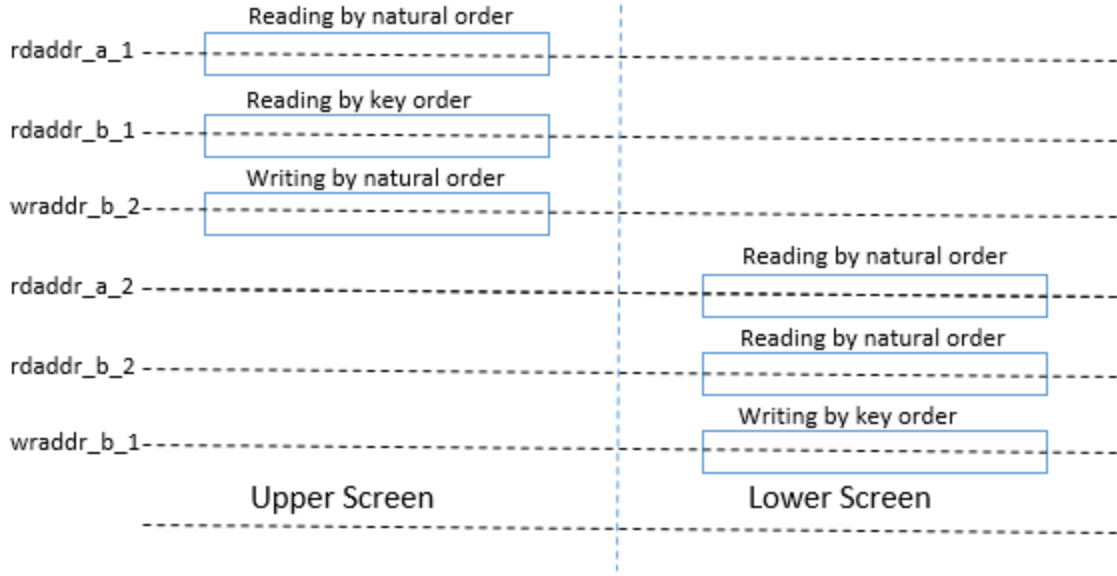 Reading by natural order
rdaddr_a_1
Reading by key order
rdaddr_b_1
Writing by natural order
wraddr_b_2
Reading by natural order
rdaddr_a_2
Reading by natural order
rdaddr_b_2
Writing by key order
wraddr_b_1
Upper Screen
Lower Screen